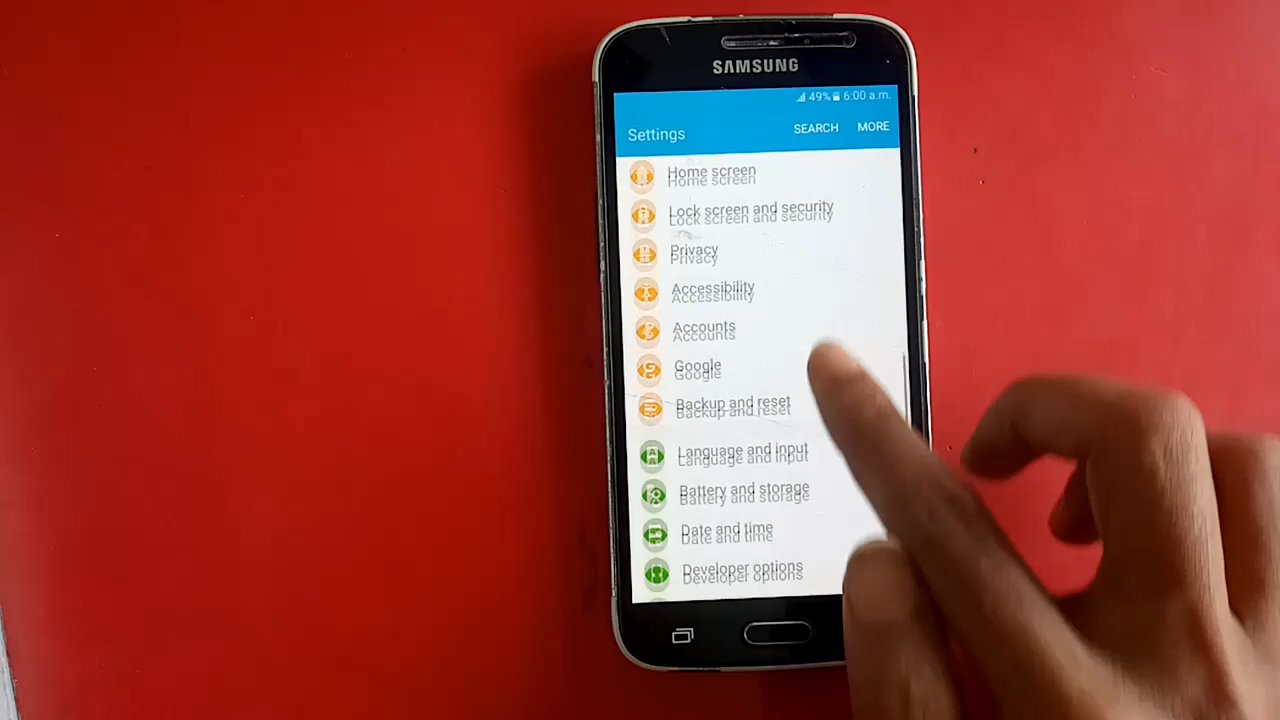 SAMSUNG
49% 6:00 a.m.
Settings SEARCH MORE
Home screen
Lock screen and security
Privacy
Accessibility
Accounts
Google
Backup and reset
Language and input
Battery and storage
Date and time
Developer options